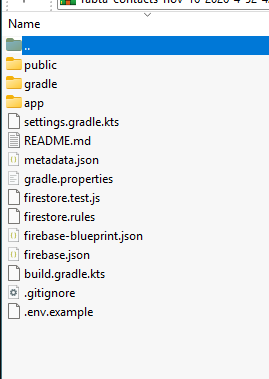 Name
..
public
gradle
app
settings.gradle.kts
README.md
metadata.json
gradle.properties
firestore.test.js
firestore.rules
firebase-blueprint.json
firebase.json
build.gradle.kts
.gitignore
.env.example